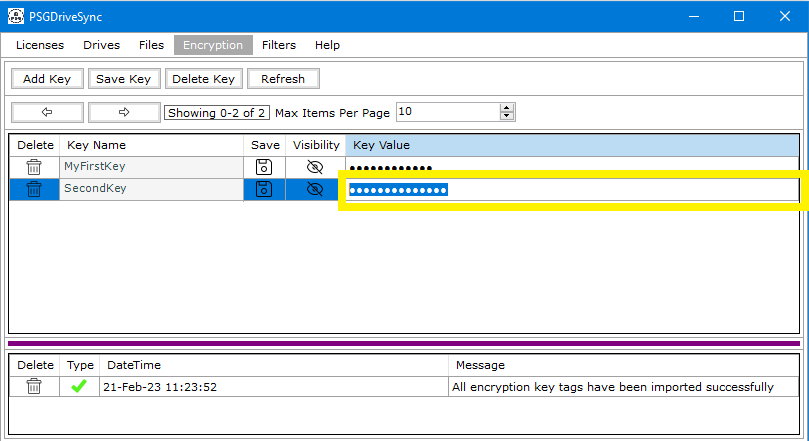 PSGDriveSync
Licenses Drives Files Encryption Filters Help
Add Key Save Key Delete Key Refresh
Showing 0-2 of 2 Max Items Per Page 10
Delete Key Name Save Visibility Key Value
MyFirstKey ●●●●●●●●●●●●
SecondKey ●●●●●●●●●●●●●●
Delete Type DateTime Message
21-Feb-23 11:23:52 All encryption key tags have been imported successfully